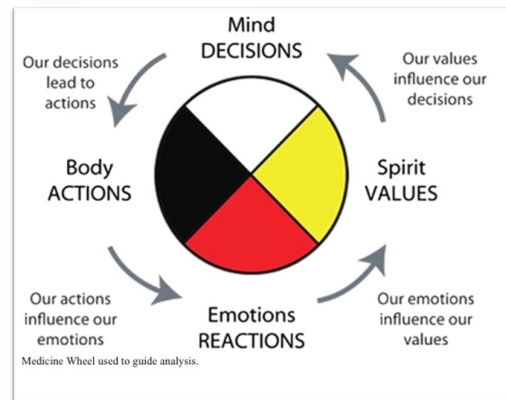 Mind
DECISIONS
Our decisions
lead to
actions
Our values
influence our
decisions
Body
ACTIONS
Spirit
VALUES
Our actions
influence our
emotions
Emotions
REACTIONS
Our emotions
influence our
values
Medicine Wheel used to guide analysis.